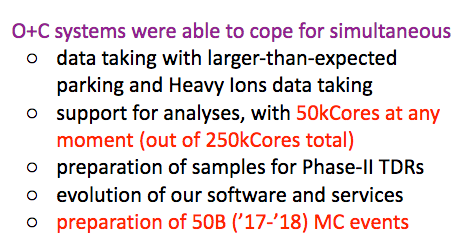 O+C systems were able to cope for simultaneous
o data taking with larger-than-expected
parking and Heavy Ions data taking
o support for analyses, with 50kCores at any
moment (out of 250kCores total)
o preparation of samples for Phase-II TDRs
o evolution of our software and services
o preparation of 50B (’17-’18) MC events